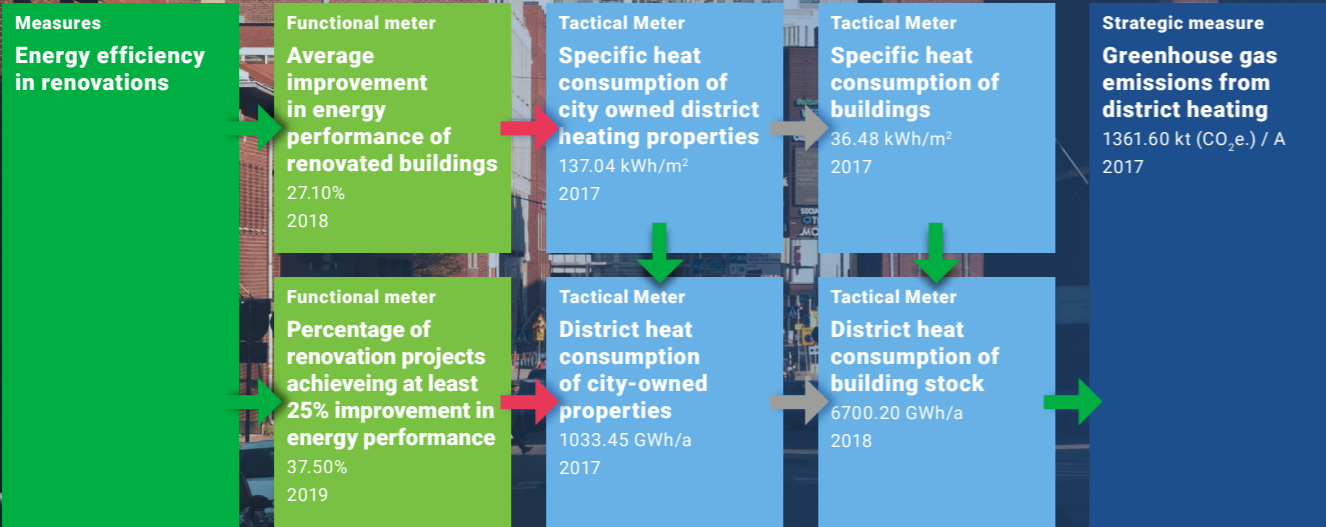 Measures
Energy efficiency
in renovations
Functional meter
Average
improvement
in energy
performance of
renovated buildings
27.10%
2018
Functional meter
Percentage of
renovation projects
achieveing at least
25% improvement in
energy performance
37.50%
2019
Tactical Meter
Specific heat
consumption of
city owned district
heating properties
137.04 kWh/m²
2017
Tactical Meter
District heat
consumption
of city-owned
properties
1033.45 GWh/a
2017
Tactical Meter
Specific heat
consumption of
buildings
36.48 kWh/m²
2017
Tactical Meter
District heat
consumption of
building stock
6700.20 GWh/a
2018
Strategic measure
Greenhouse gas
emissions from
district heating
1361.60 kt (CO₂e.) / A
2017